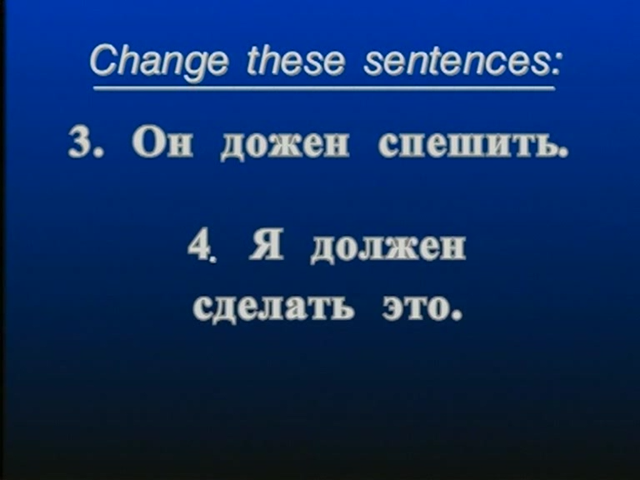 Change these sentences:
3. Он дожен спешить.
4. Я должен
сделать это.